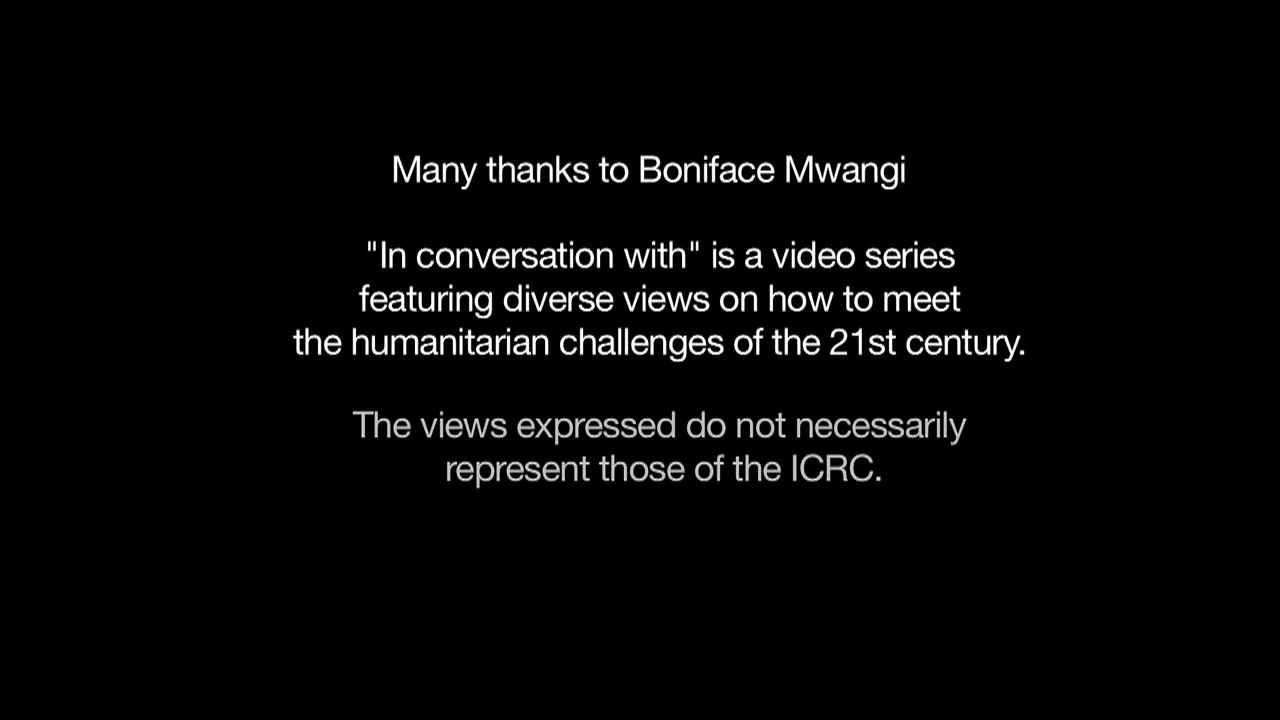 Many thanks to Boniface Mwangi
"In conversation with" is a video series
featuring diverse views on how to meet
the humanitarian challenges of the 21st century.
The views expressed do not necessarily
represent those of the ICRC.